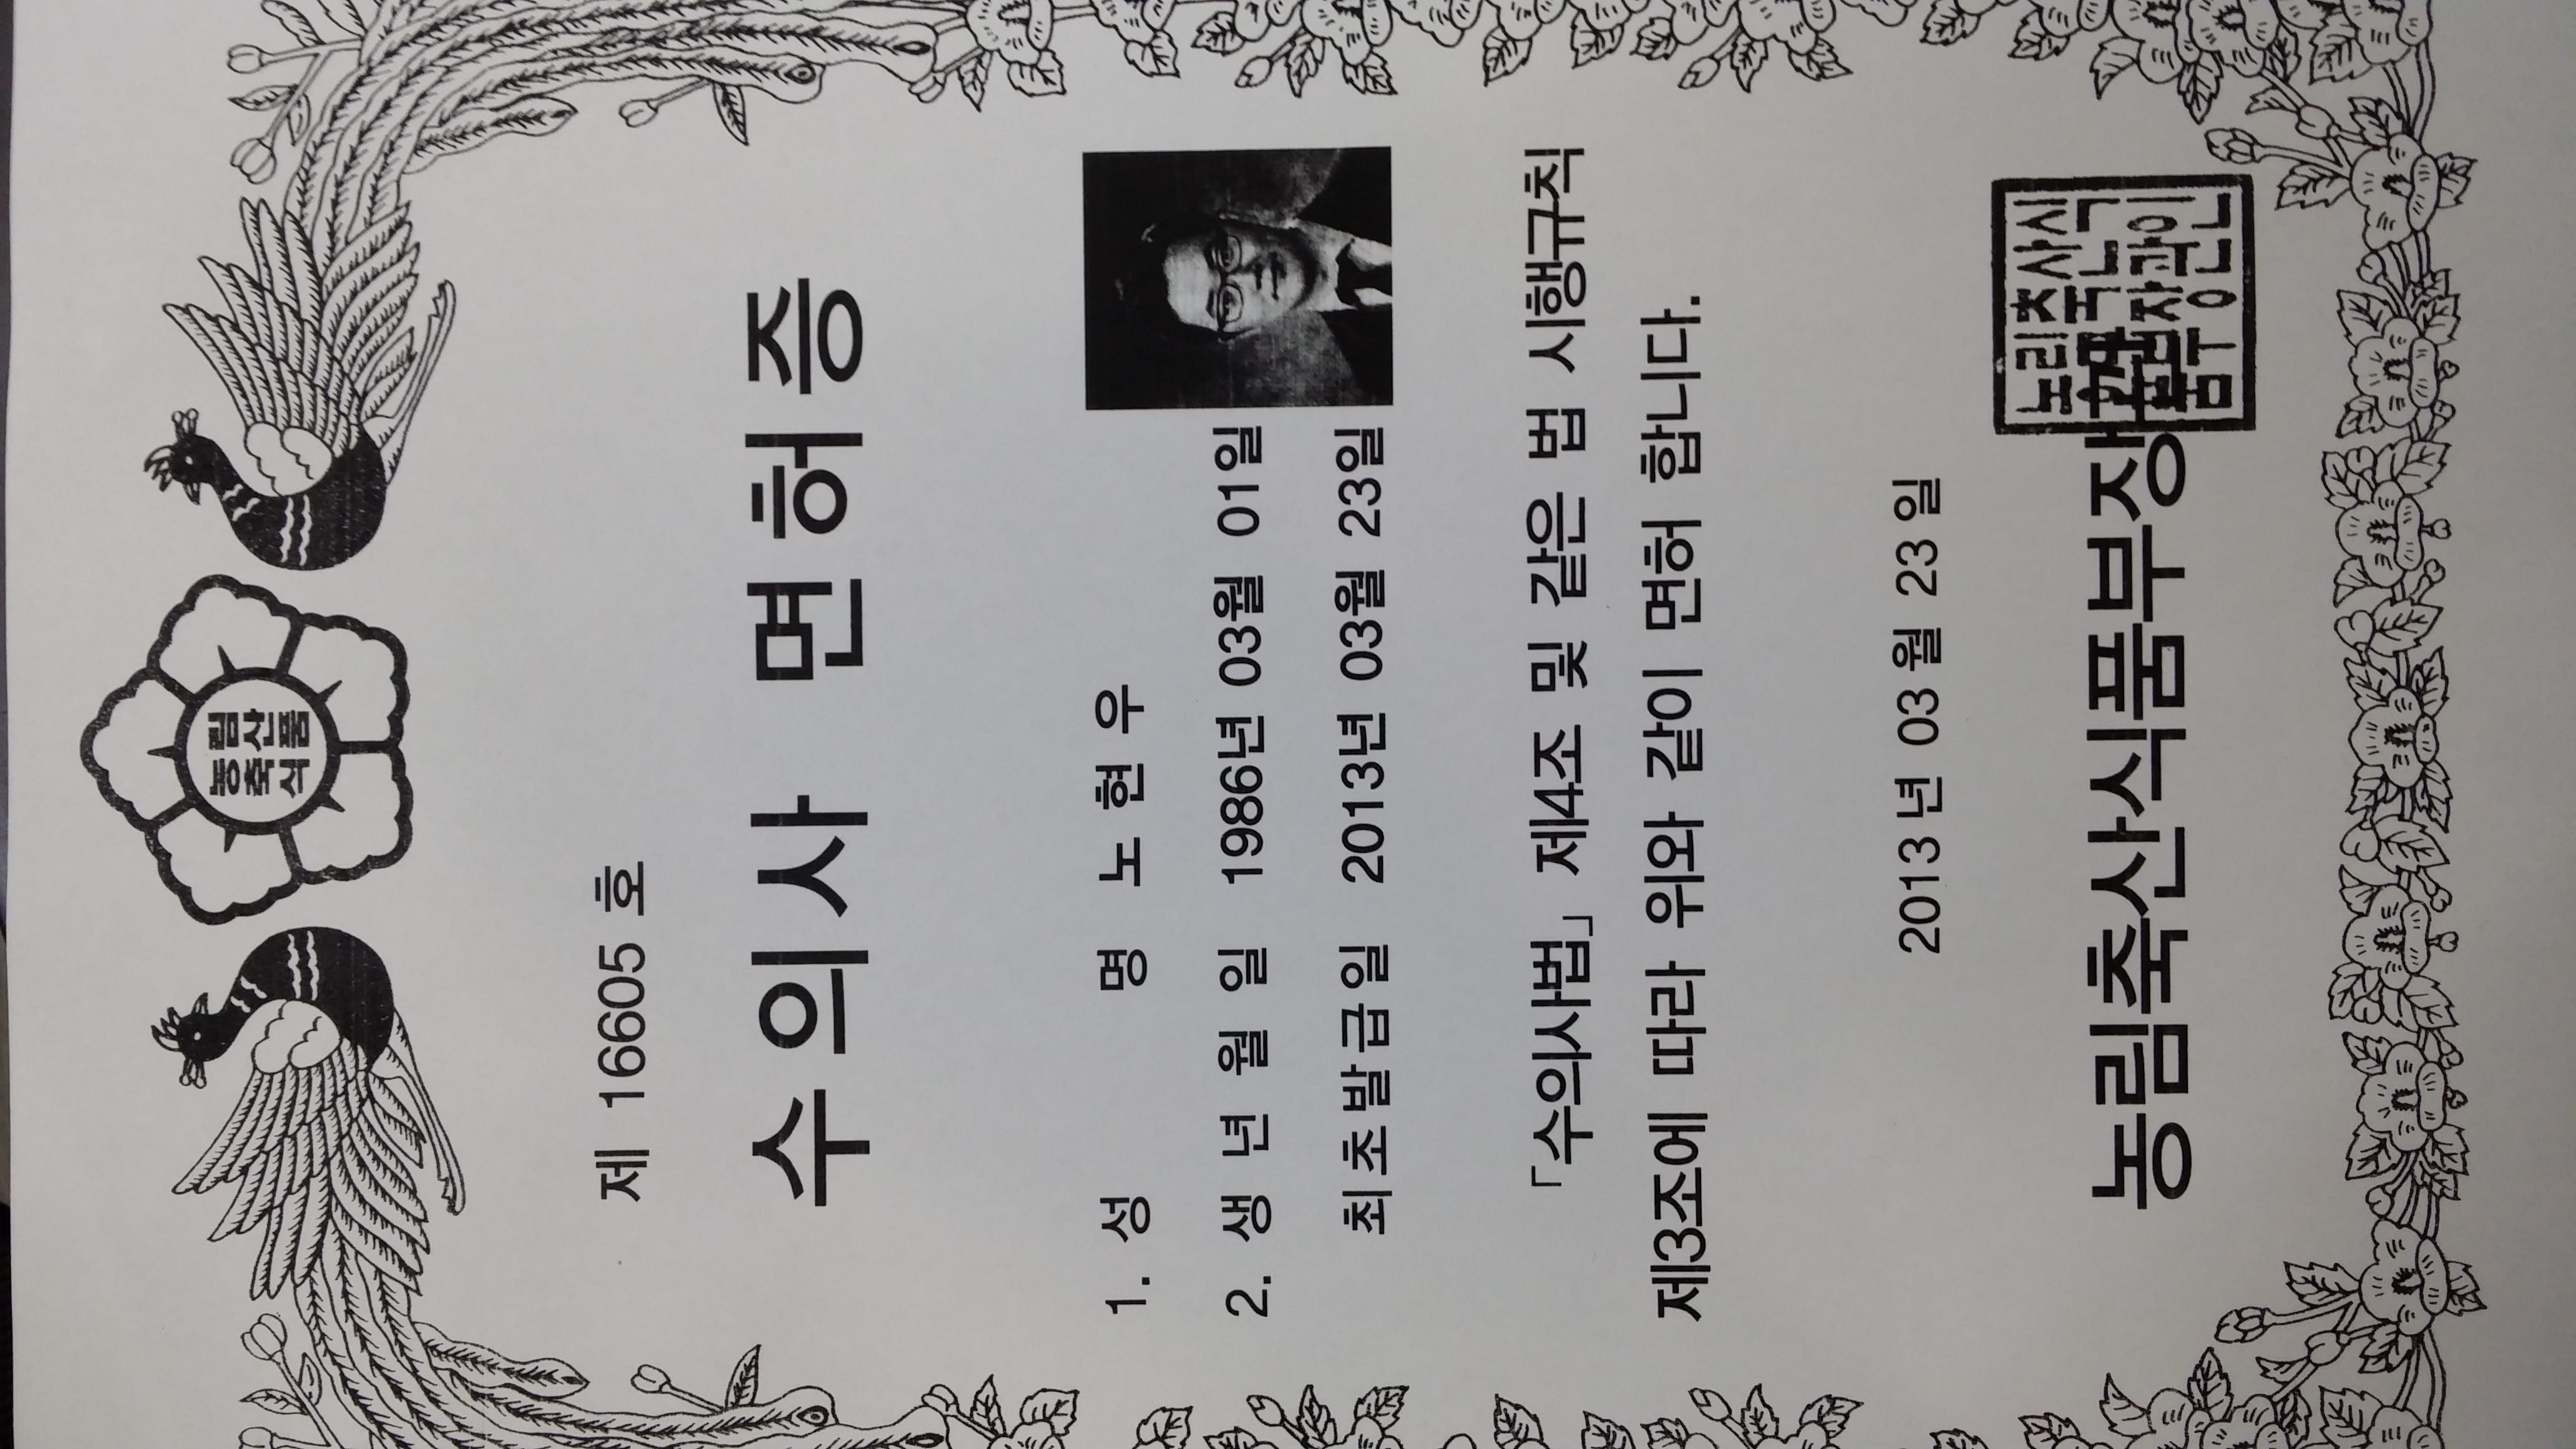 농림
축산
식품
제 16605 호
수의사 면허증
1. 성 명 노 현 우
2. 생 년 월 일 1986년 03월 01일
최초발급일 2013년 03월 23일
「수의사법」 제4조 및 같은 법 시행규칙
제3조에 따라 위와 같이 면허 합니다.
2013 년 03 월 23 일
농림축산식품부장관
농림축산식
품부장관인